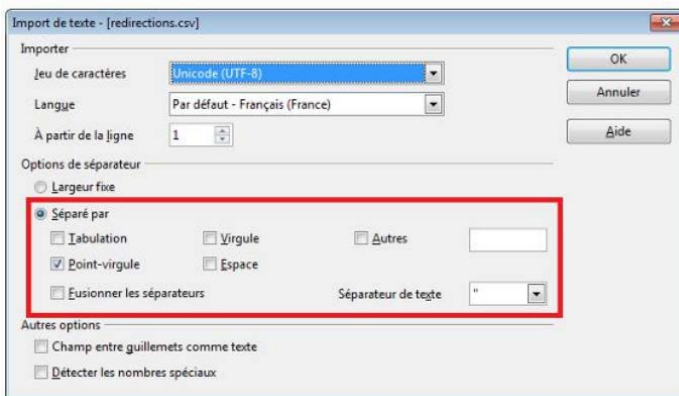 Import de texte - [redirections.csv]
Importer
Jeu de caractères Unicode (UTF-8)
Langue Par défaut - Français (France)
À partir de la ligne 1
OK
Annuler
Aide
Options de séparateur
Largeur fixe
Séparé par
Tabulation Virgule Autres
Point-virgule Espace
Fusionner les séparateurs Séparateur de texte "
Autres options
Champ entre guillemets comme texte
Détecter les nombres spéciaux